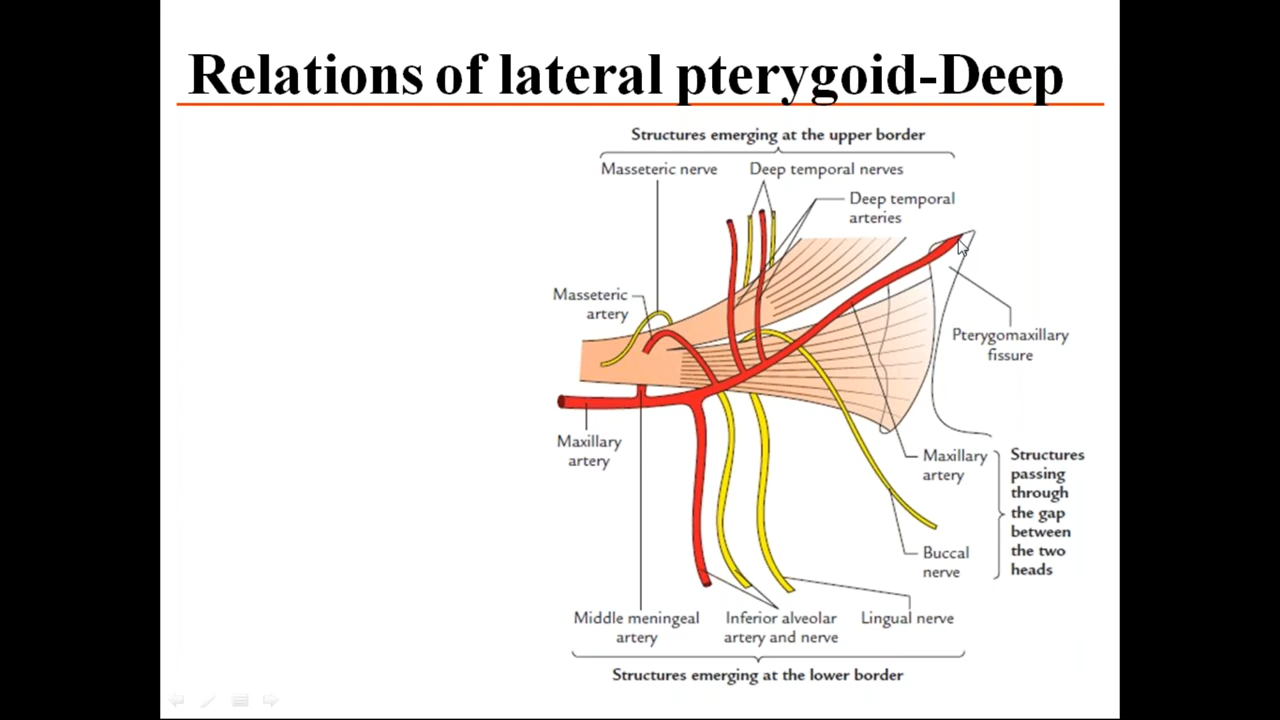 Relations of lateral pterygoid-Deep
Structures emerging at the upper border
Masseteric nerve
Deep temporal nerves
Deep temporal
arteries
Masseteric
artery
Pterygomaxillary
fissure
Maxillary
artery
Maxillary
artery
Buccal
nerve
Structures
passing
through
the gap
between
the two
heads
Middle meningeal
artery
Inferior alveolar
artery and nerve
Lingual nerve
Structures emerging at the lower border